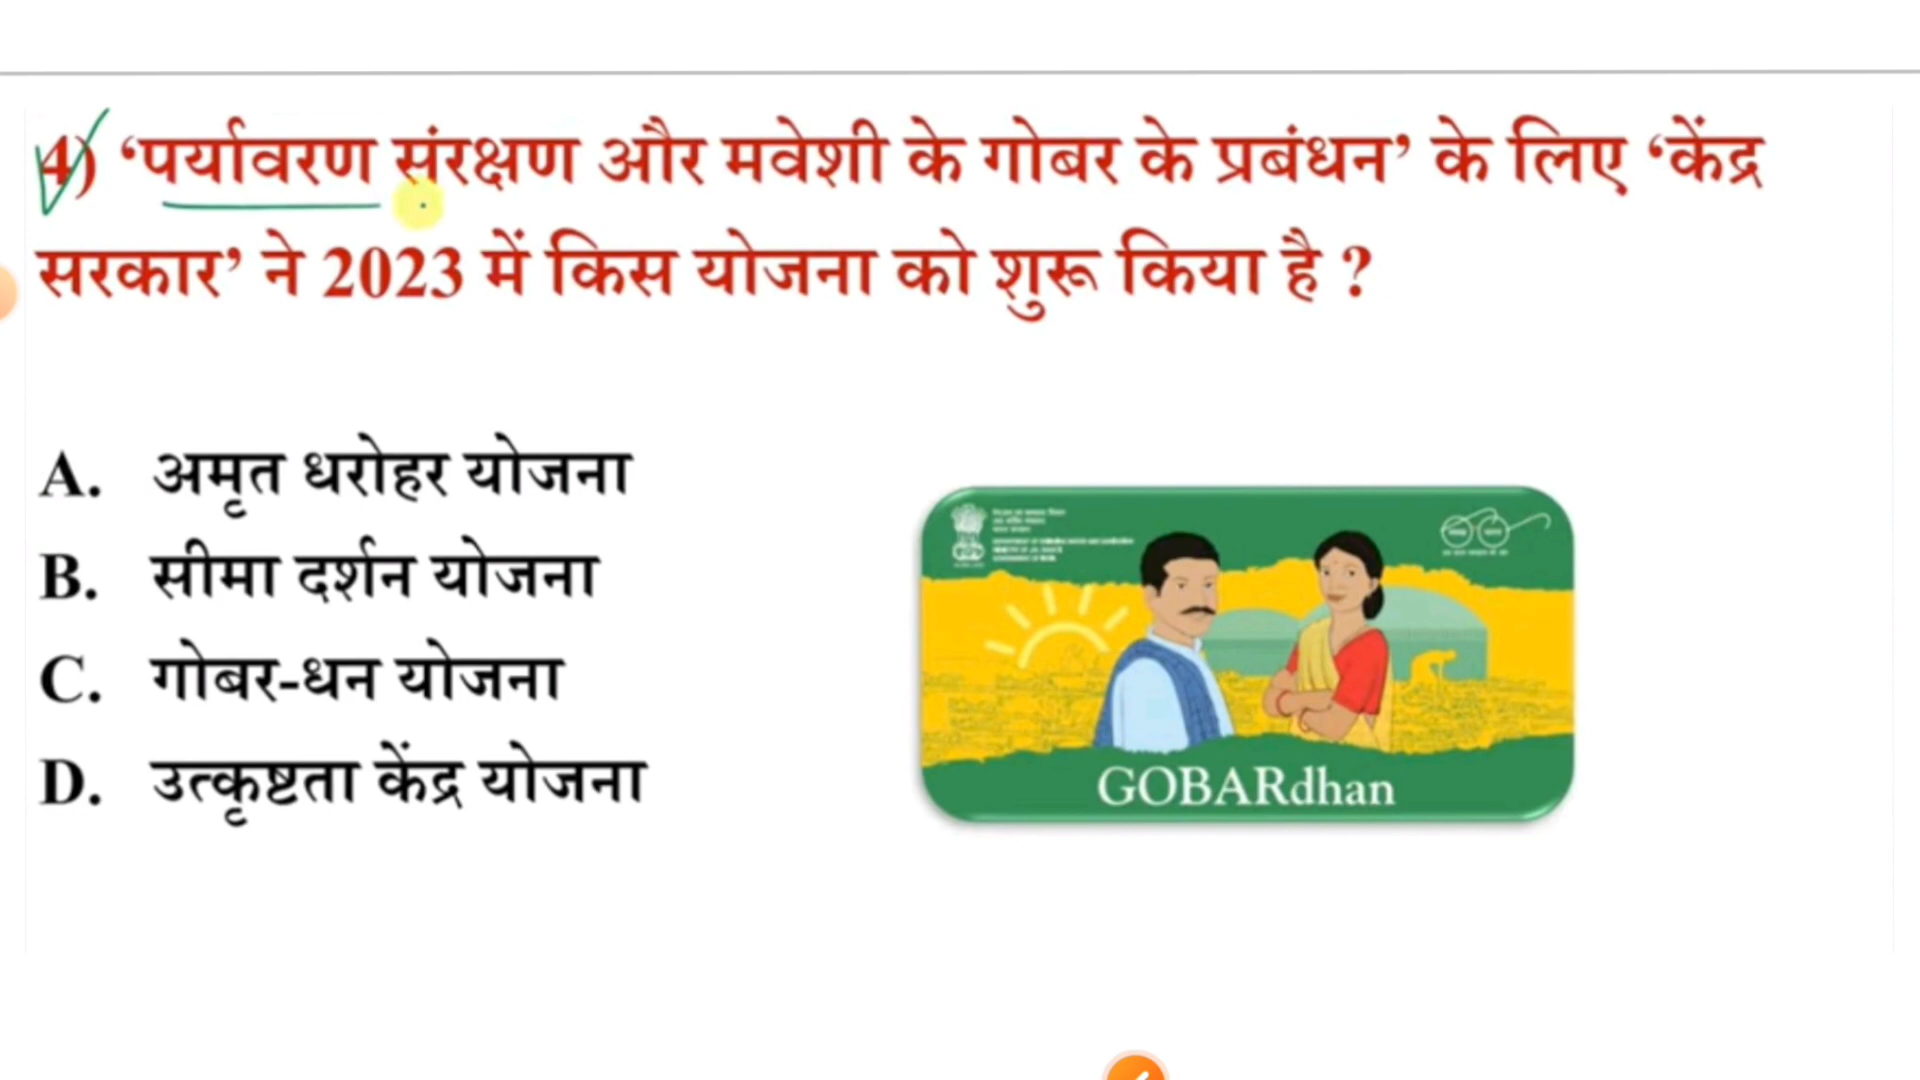 4) ‘पर्यावरण संरक्षण और मवेशी के गोबर के प्रबंधन’ के लिए ‘केंद्र
सरकार’ ने 2023 में किस योजना को शुरू किया है ?
A. अमृत धरोहर योजना
B. सीमा दर्शन योजना
C. गोबर-धन योजना
D. उत्कृष्टता केंद्र योजना
GOBARdhan